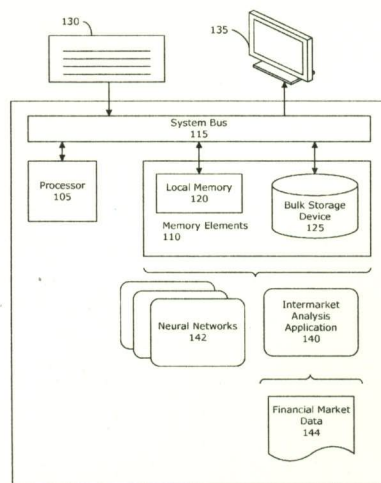 130
135
System Bus
115
Processor
105
Local Memory
120
Memory Elements
110
Bulk Storage
Device
125
Neural Networks
142
Intermarket
Analysis
Application
140
Financial Market
Data
144